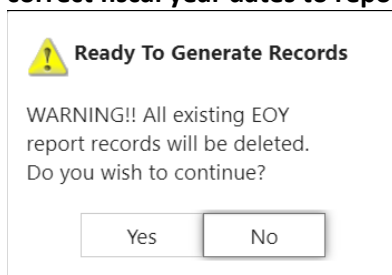 correct fiscal year dates to repo
Ready To Generate Records
WARNING!! All existing EOY
report records will be deleted.
Do you wish to continue?
Yes
No